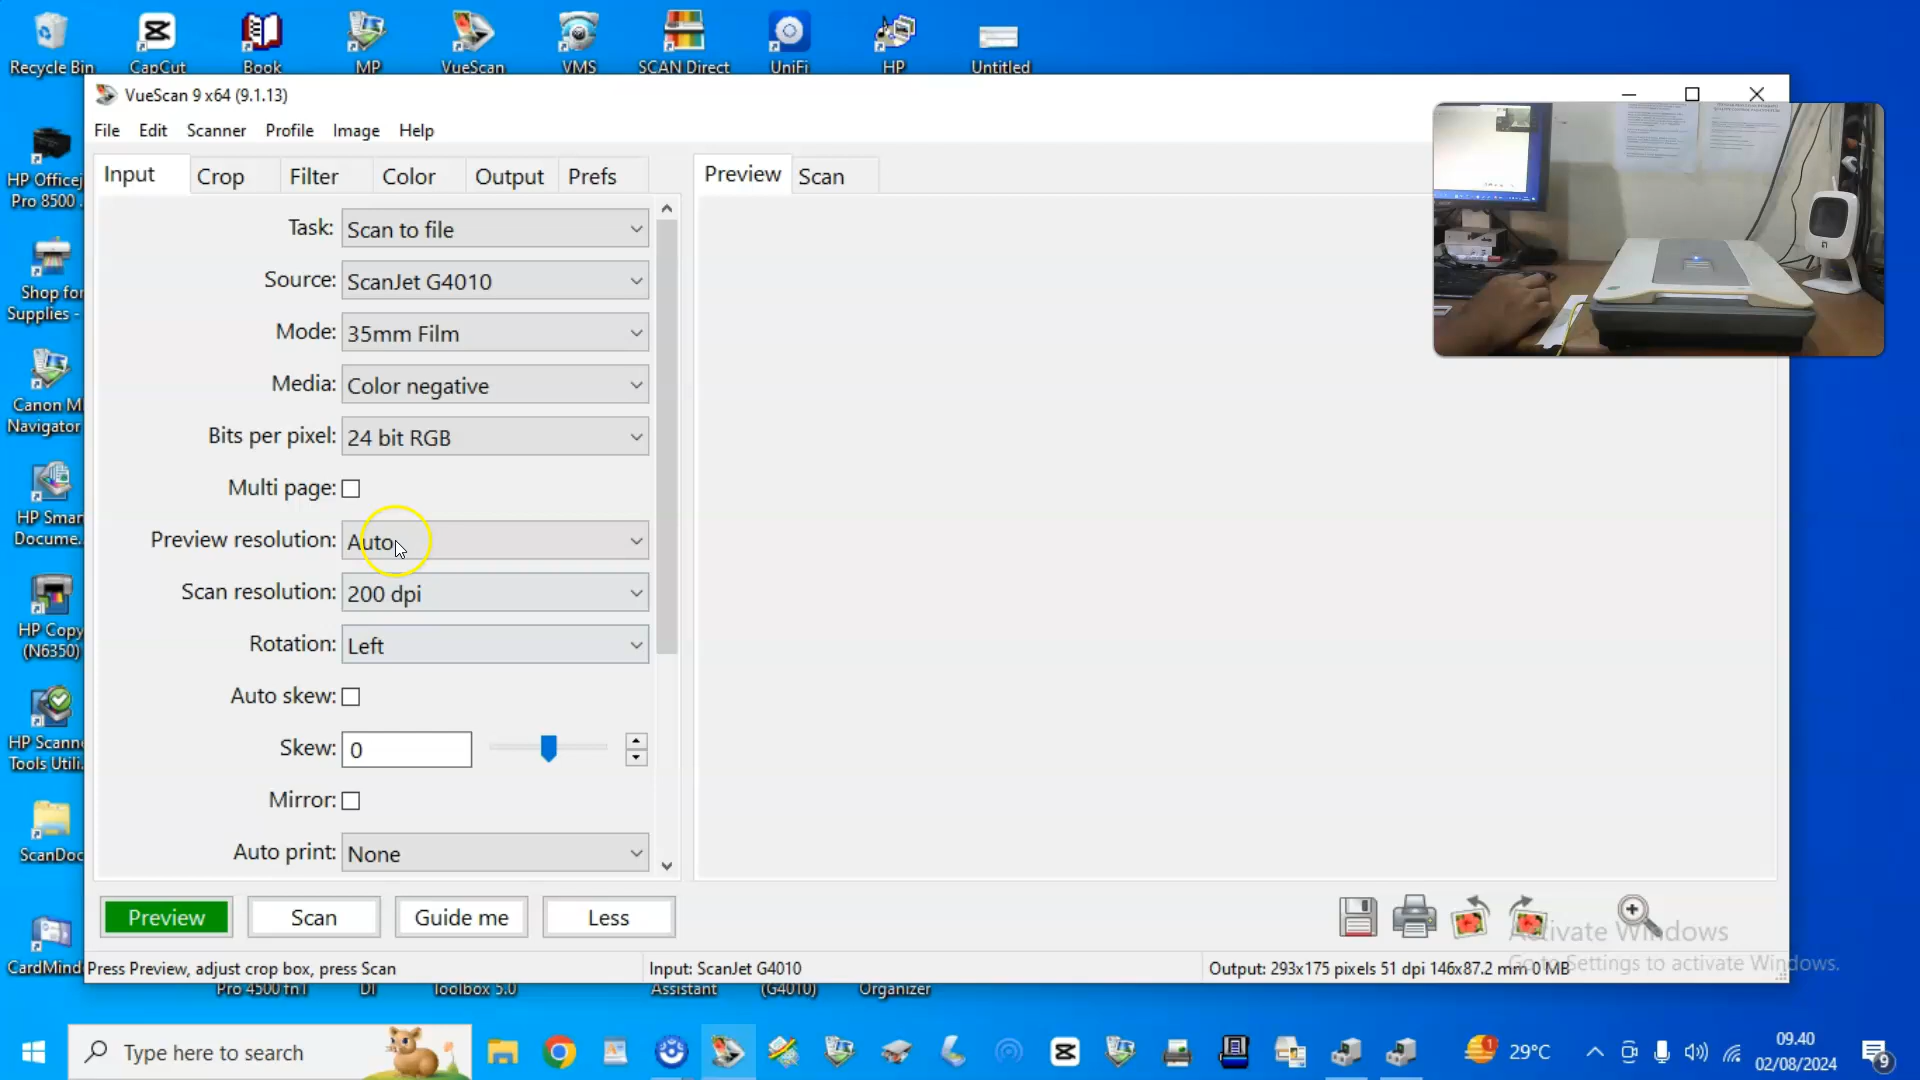 Recycle Bin
CapCut
Book
MP
VueScan
VMS
SCAN Direct
UniFi
HP
Untitled
VueScan 9 x64 (9.1.13)
File Edit Scanner Profile Image Help
Input Crop Filter Color Output Prefs
Preview Scan
Task: Scan to file
Source: ScanJet G4010
Mode: 35mm Film
Media: Color negative
Bits per pixel: 24 bit RGB
Multi page:
Preview resolution: Auto
Scan resolution: 200 dpi
Rotation: Left
Auto skew:
Skew: 0
Mirror:
Auto print: None
Preview Scan Guide me Less
Press Preview, adjust crop box, press Scan
Input: ScanJet G4010
Output: 293x175 pixels 51 dpi 146x87.2 mm 0 MB
Activate Windows
Go to Settings to activate Windows.
HP Officej
Pro 8500 .
Shop for
Supplies -
Canon M
Navigator
HP Smar
Docume..
HP Copy
(N6350)
HP Scann
Tools Utili..
ScanDoc
CardMind
Pro 4500 fn1
DI
Toolbox 5.0
Assistant
(G4010)
Organizer
Type here to search
1
29°C
09.40
02/08/2024
9